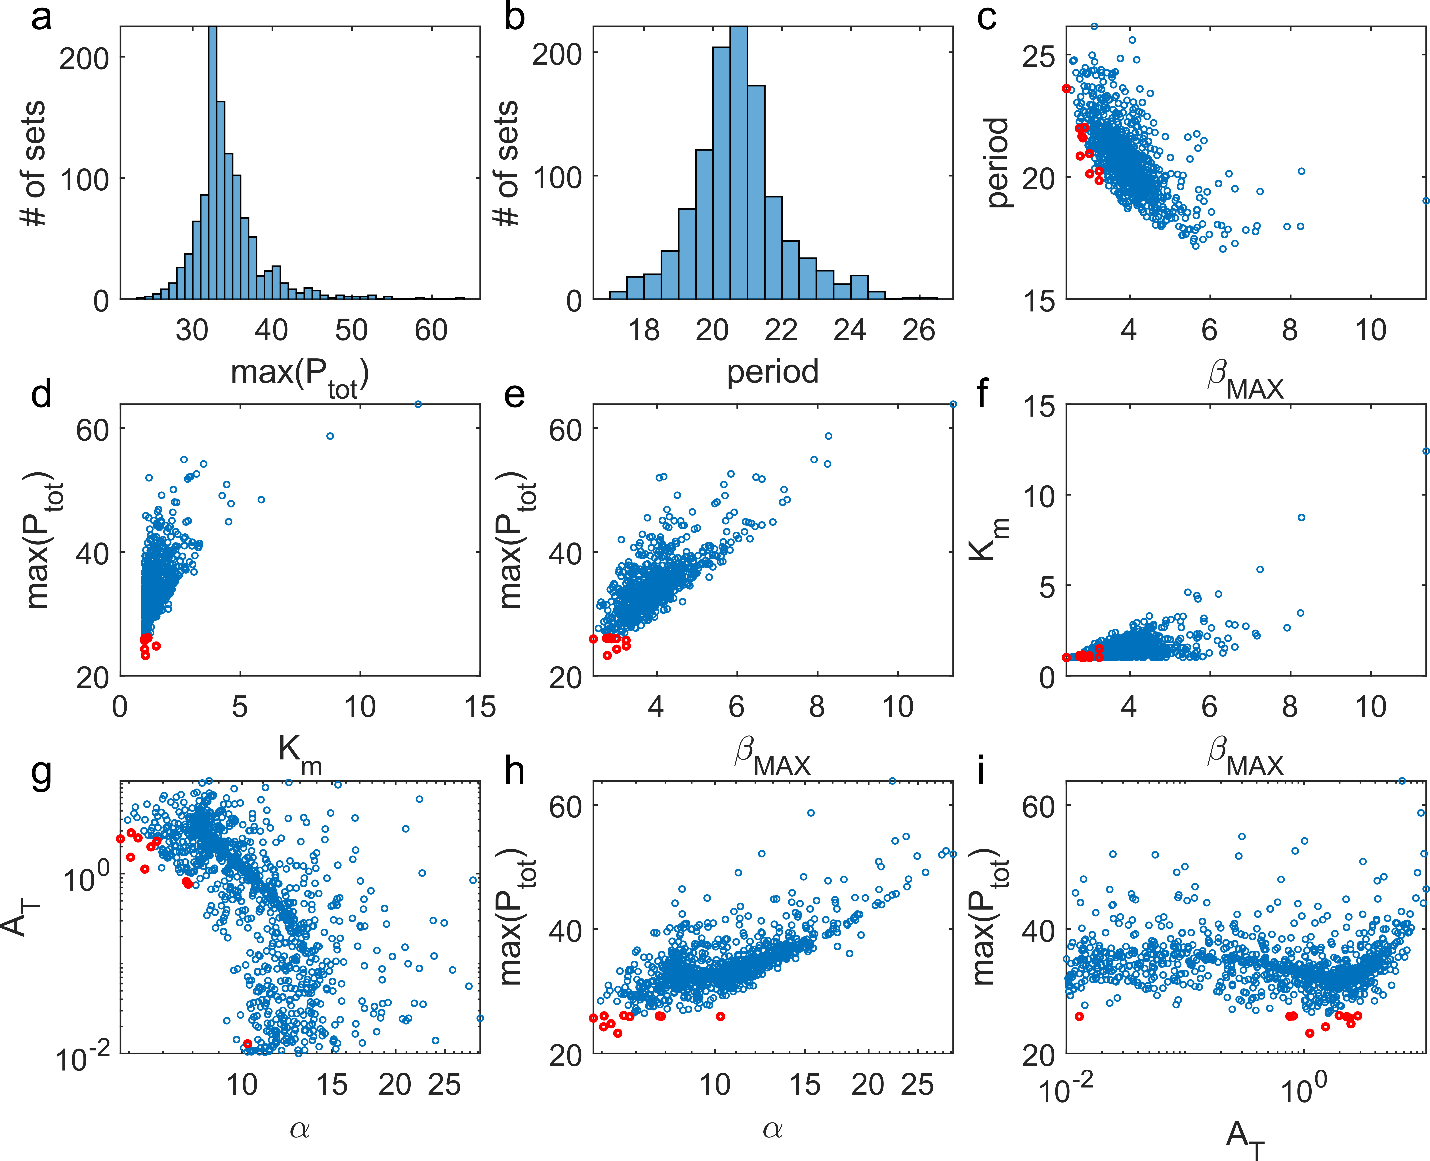 a
200
100
0
# of sets
30 40 50 60
max(P_tot)
b
200
100
0
# of sets
18 20 22 24 26
period
c
25
20
15
period
4 6 8 10
β_MAX
d
60
40
20
max(P_tot)
0 5 10 15
K_m
e
60
40
20
max(P_tot)
4 6 8 10
β_MAX
f
15
10
5
0
K_m
4 6 8 10
β_MAX
g
10^0
10^-2
A_T
10 15 20 25
α
h
60
40
20
max(P_tot)
10 15 20 25
α
i
60
40
20
max(P_tot)
10^-2 10^0
A_T